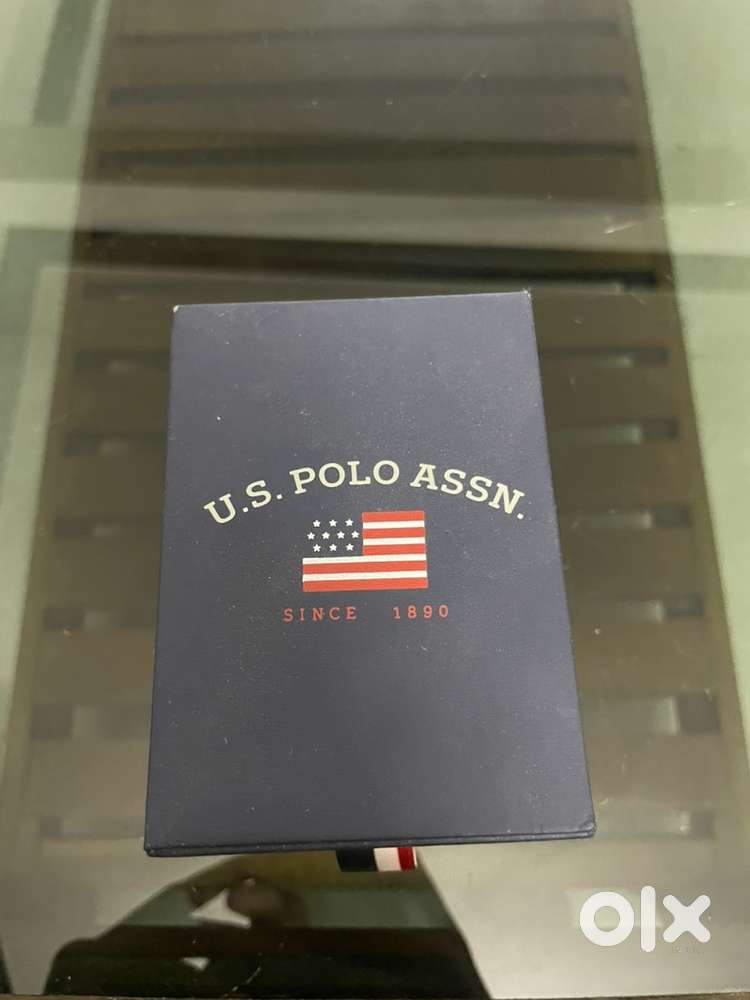 U.S. POLO ASSN.
SINCE 1890
olx